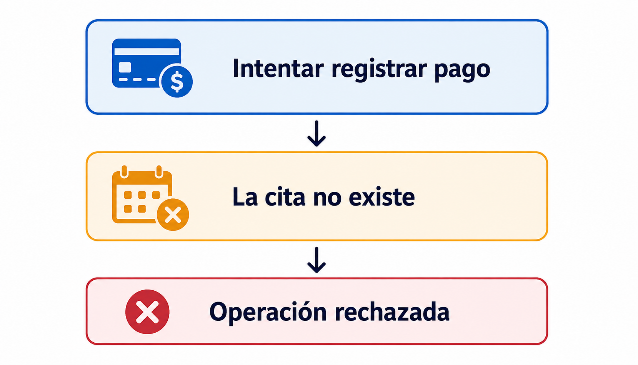 $
Intentar registrar pago
La cita no existe
Operación rechazada